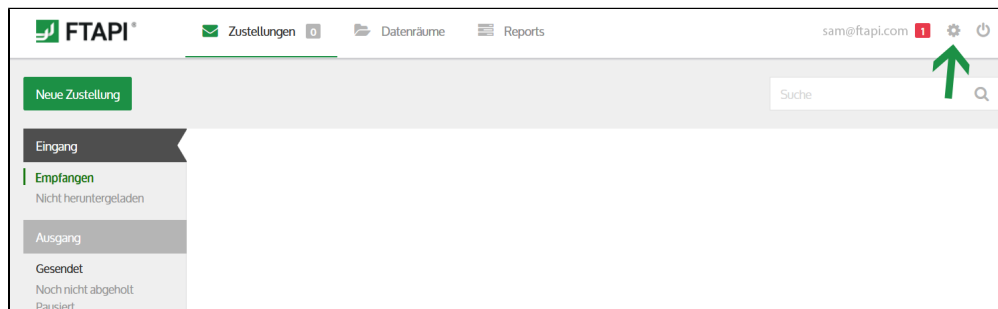 FTAPI®
Zustellungen 0
Datenräume
Reports
sam@ftapi.com 1
Neue Zustellung
Suche
Eingang
Empfangen
Nicht heruntergeladen
Ausgang
Gesendet
Noch nicht abgeholt
Pausiert